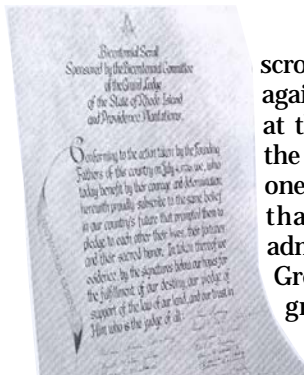 Bicentennial Scroll
Sponsored by the Bicentennial Committee
of the Grand Lodge
of the State of Rhode Island
and Providence Plantations.
Conforming to the action taken by the Founding
Fathers of this country on July 4, 1776, we, who
today benefit by their courage and determination
herewith proudly subscribe to the same belief
in our country's future that prompted them to
pledge to each other their lives, their fortunes
and their sacred honor. In token thereof we
evidence, by the signatures below, our hopes for
the fulfillment of our destiny, our pledge of
support of the law of our land, and our trust in
Him who is the judge of all.
scro
agai
at t
the
one
tha
adm
Gr
gr